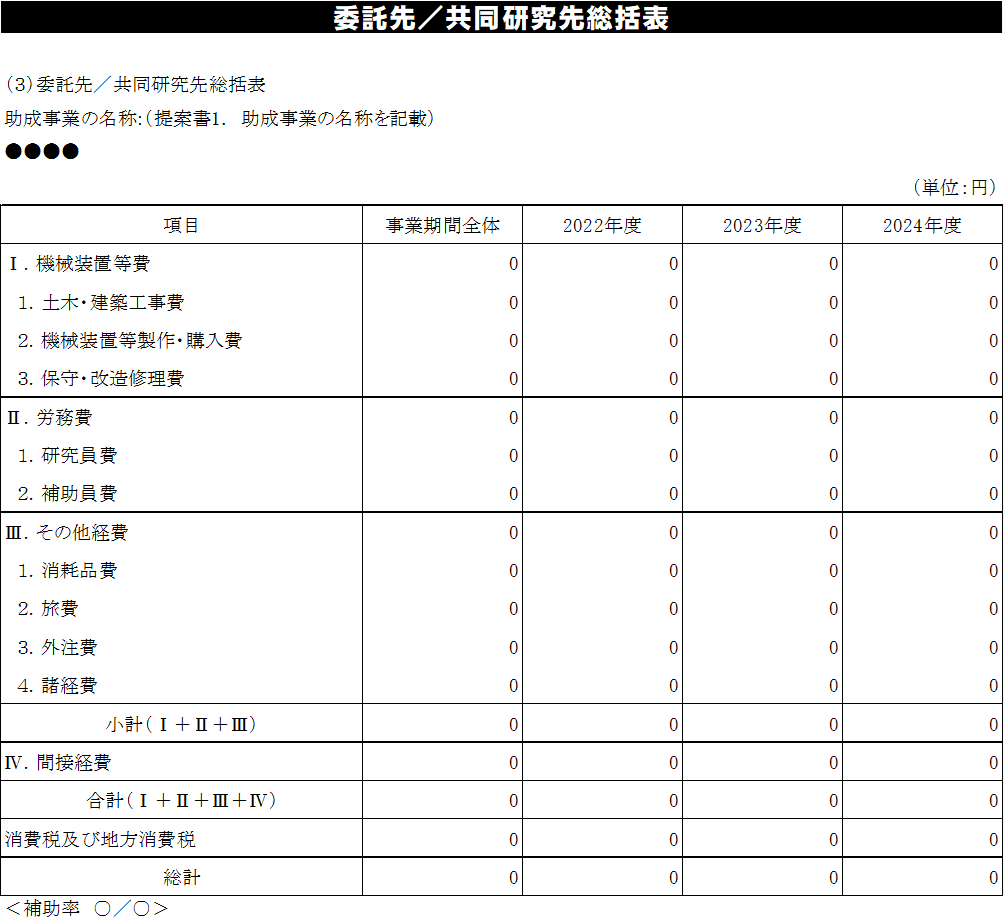 委託先／共同研究先総括表
（3）委託先／共同研究先総括表
助成事業の名称：（提案書1．　助成事業の名称を記載）
●●●●
（単位：円）
項目 事業期間全体 2022年度 2023年度 2024年度
Ⅰ．機械装置等費 0 0 0 0
1．土木・建築工事費 0 0 0 0
2．機械装置等製作・購入費 0 0 0 0
3．保守・改造修理費 0 0 0 0
Ⅱ．労務費 0 0 0 0
1．研究員費 0 0 0 0
2．補助員費 0 0 0 0
Ⅲ．その他経費 0 0 0 0
1．消耗品費 0 0 0 0
2．旅費 0 0 0 0
3．外注費 0 0 0 0
4．諸経費 0 0 0 0
小計（Ⅰ＋Ⅱ＋Ⅲ） 0 0 0 0
Ⅳ．間接経費 0 0 0 0
合計（Ⅰ＋Ⅱ＋Ⅲ＋Ⅳ） 0 0 0 0
消費税及び地方消費税 0 0 0 0
総計 0 0 0 0
＜補助率　○／○＞